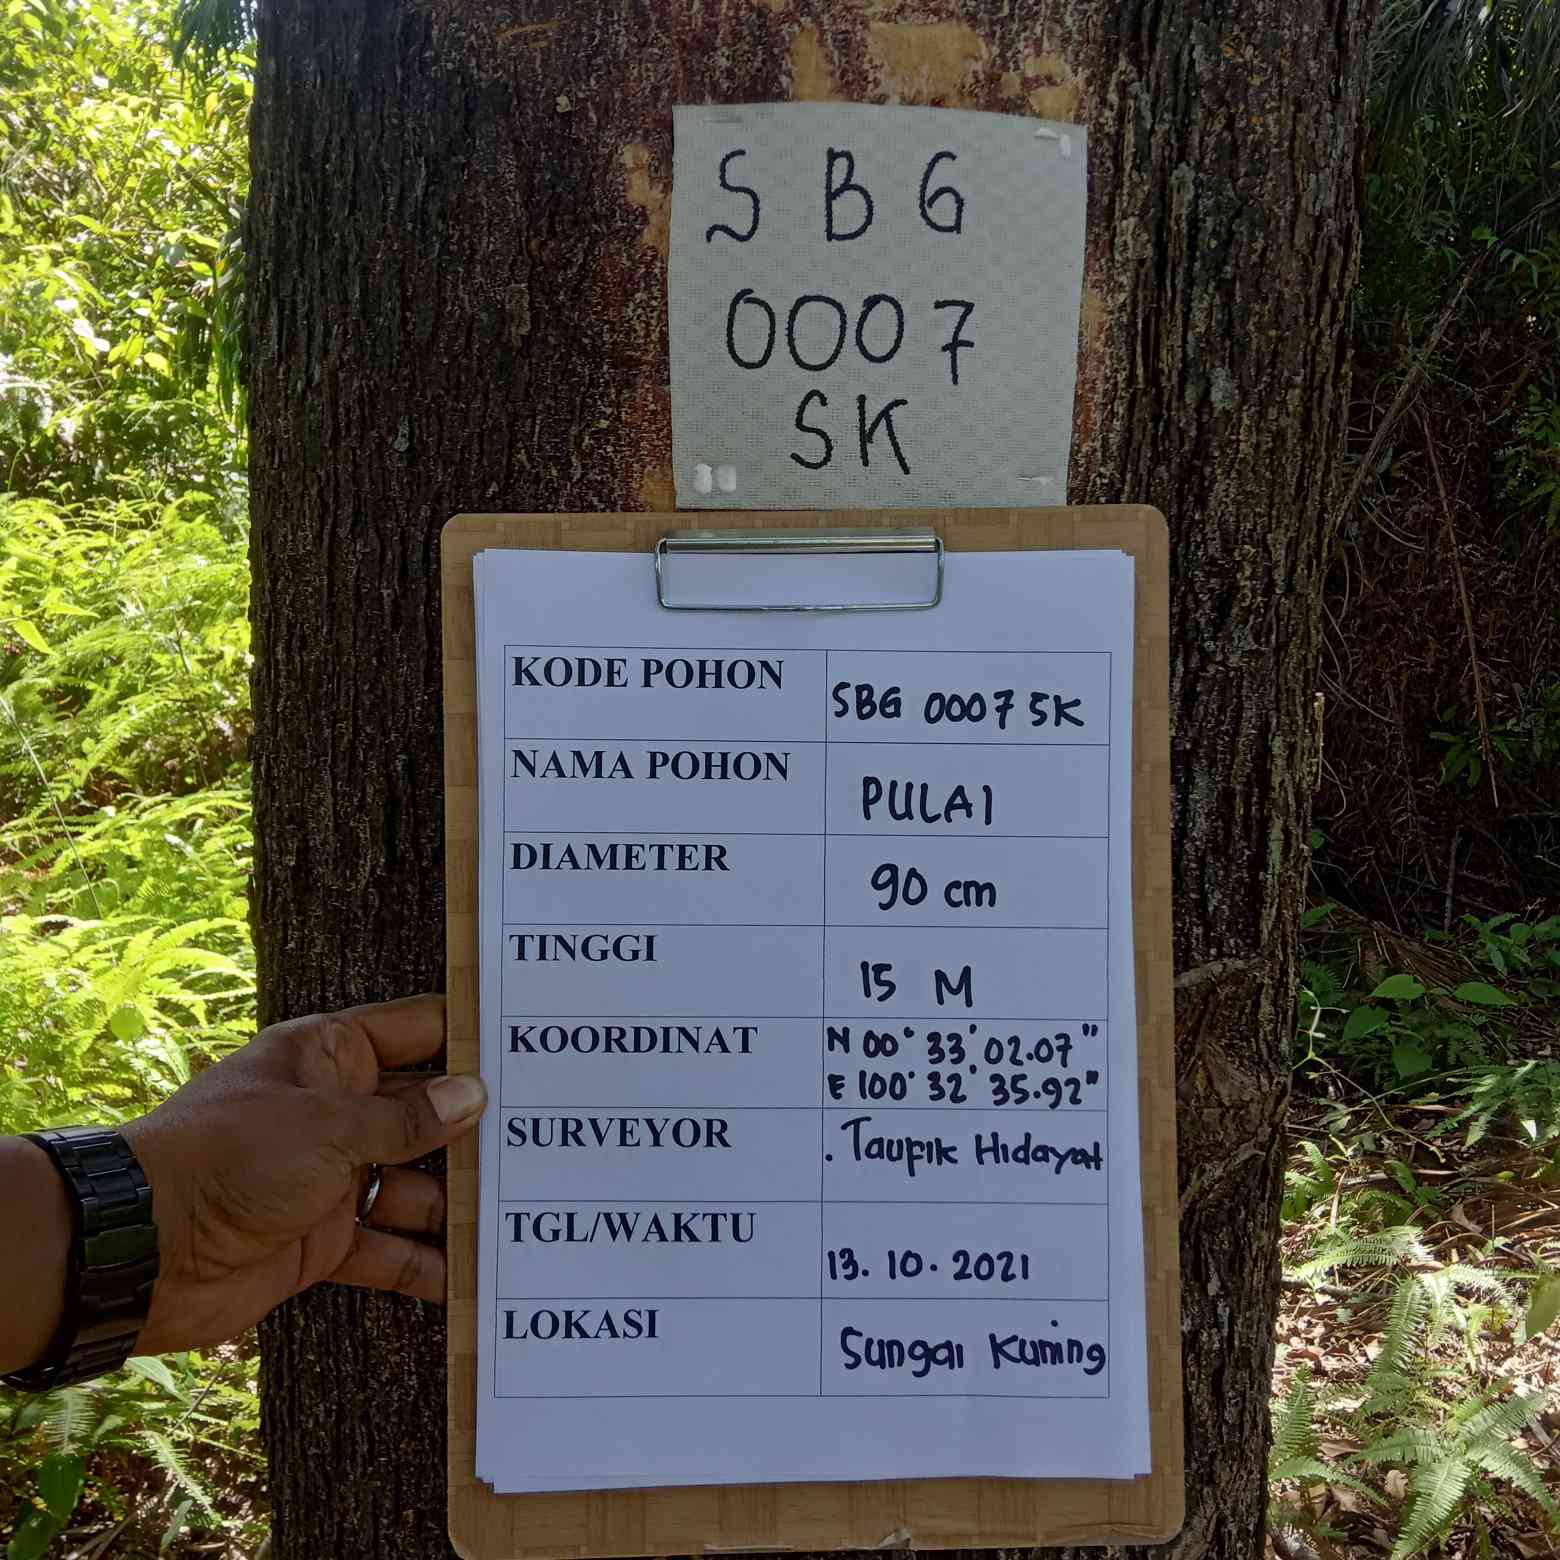 S B G
0007
SK
KODE POHON
SBG 0007 SK
NAMA POHON
PULAI
DIAMETER
90 cm
TINGGI
15 M
KOORDINAT
N 00° 33' 02.07"
E 100° 32' 35.92"
SURVEYOR
. Taufik Hidayat
TGL/WAKTU
13. 10. 2021
LOKASI
Sungai Kuning